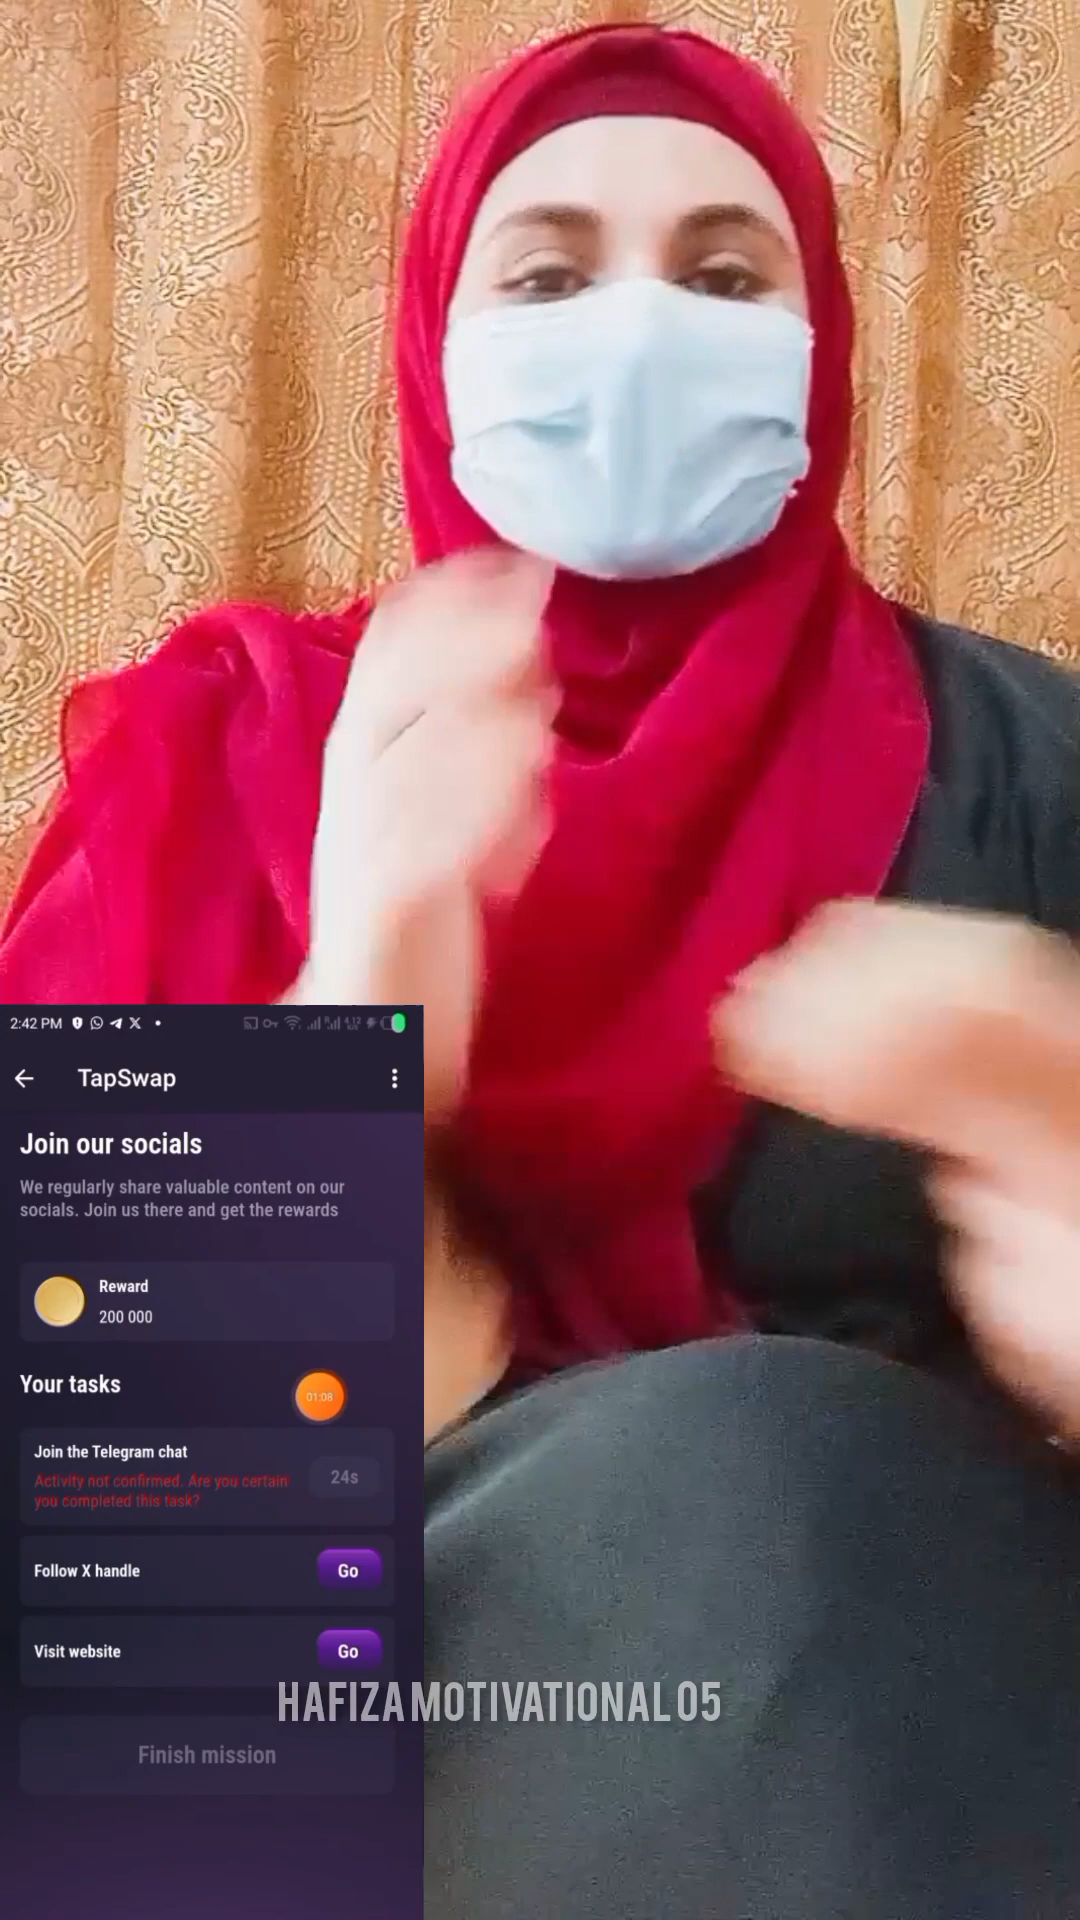 2:42 PM
TapSwap
Join our socials
We regularly share valuable content on our
socials. Join us there and get the rewards
Reward
200 000
Your tasks
01:08
Join the Telegram chat
Activity not confirmed. Are you certain
you completed this task?
24s
Follow X handle
Go
Visit website
Go
HAFIZA MOTIVATIONAL 05
Finish mission